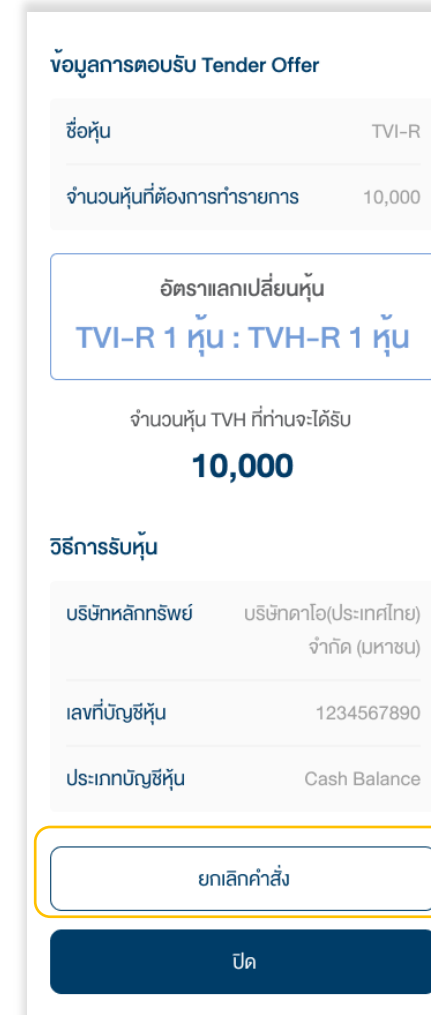 ข้อมูลการตอบรับ Tender Offer
ชื่อหุ้น TVI-R
จำนวนหุ้นที่ต้องการทำรายการ 10,000
อัตราแลกเปลี่ยนหุ้น
TVI-R 1 หุ้น : TVH-R 1 หุ้น
จำนวนหุ้น TVH ที่ท่านจะได้รับ
10,000
วิธีการรับหุ้น
บริษัทหลักทรัพย์ บริษัทดาโอ(ประเทศไทย)
จำกัด (มหาชน)
เลขที่บัญชีหุ้น 1234567890
ประเภทบัญชีหุ้น Cash Balance
ยกเลิกคำสั่ง
ปิด